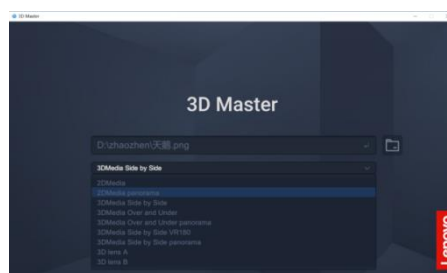 3D Master
3D Master
D:\zhaozhen\天鹅.png
3DMedia Side by Side
2DMedia
2DMedia panorama
3DMedia Side by Side
3DMedia Over and Under
3DMedia Over and Under panorama
3DMedia Side by Side VR180
3DMedia Side by Side panorama
3D lens A
3D lens B
Lenovo